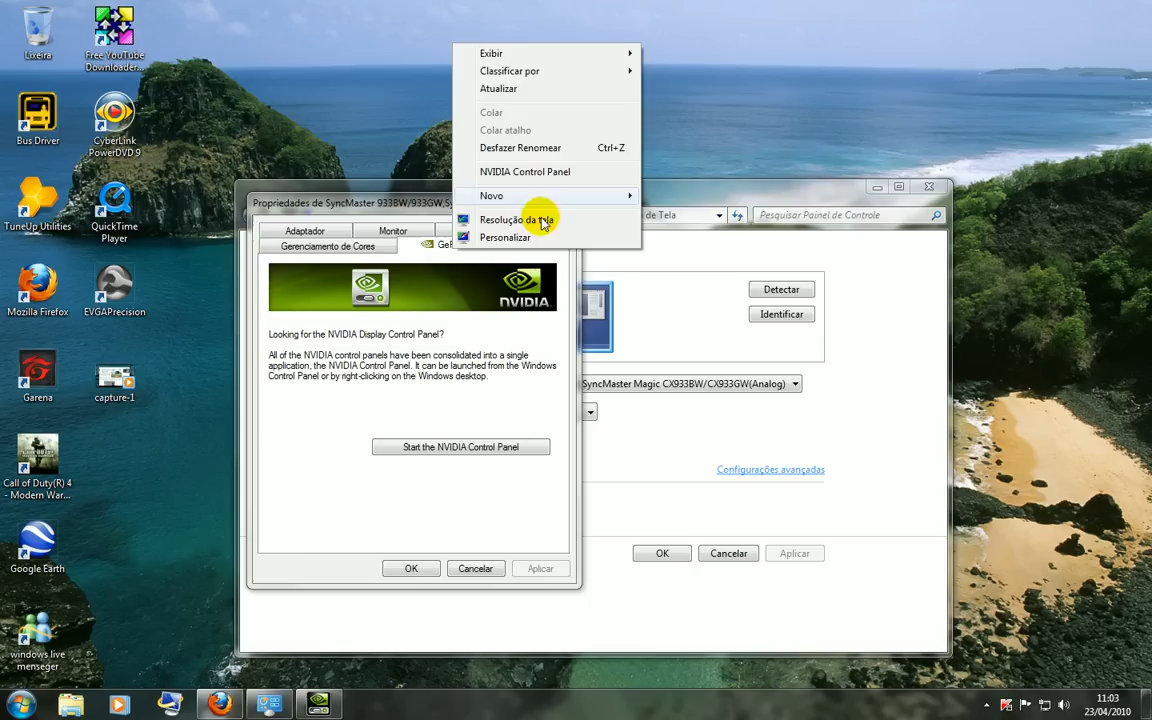 Lixeira
Free YouTube
Downloader...
Bus Driver
CyberLink
PowerDVD 9
TuneUp Utilities
QuickTime
Player
Mozilla Firefox
EVGAPrecision
Garena
capture-1
Call of Duty(R) 4
- Modern War...
Google Earth
windows live
menseger
Exibir
Classificar por
Atualizar
Colar
Colar atalho
Desfazer Renomear Ctrl+Z
NVIDIA Control Panel
Novo
Resolução da tela
Personalizar
Propriedades de SyncMaster 933BW/933GW,Sy
Adaptador
Monitor
Gerenciamento de Cores
NVIDIA.
Looking for the NVIDIA Display Control Panel?
All of the NVIDIA control panels have been consolidated into a single
application, the NVIDIA Control Panel. It can be launched from the Windows
Control Panel or by right-clicking on the Windows desktop.
Start the NVIDIA Control Panel
OK
Cancelar
Aplicar
de Tela
Pesquisar Painel de Controle
Detectar
Identificar
SyncMaster Magic CX933BW/CX933GW(Analog)
Configurações avançadas
OK
Cancelar
Aplicar
11:03
23/04/2010